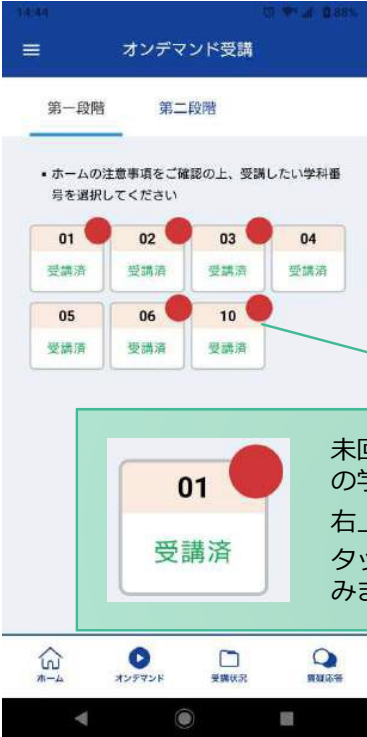 14:44 88%
オンデマンド受講
第一段階 第二段階
▪ ホームの注意事項をご確認の上、受講したい学科番
号を選択してください
01 02 03 04
受講済 受講済 受講済 受講済
05 06 10
受講済 受講済 受講済
01
受講済
未回
の学
右上
タッ
みま
ホーム オンデマンド 受講状況 質疑応答